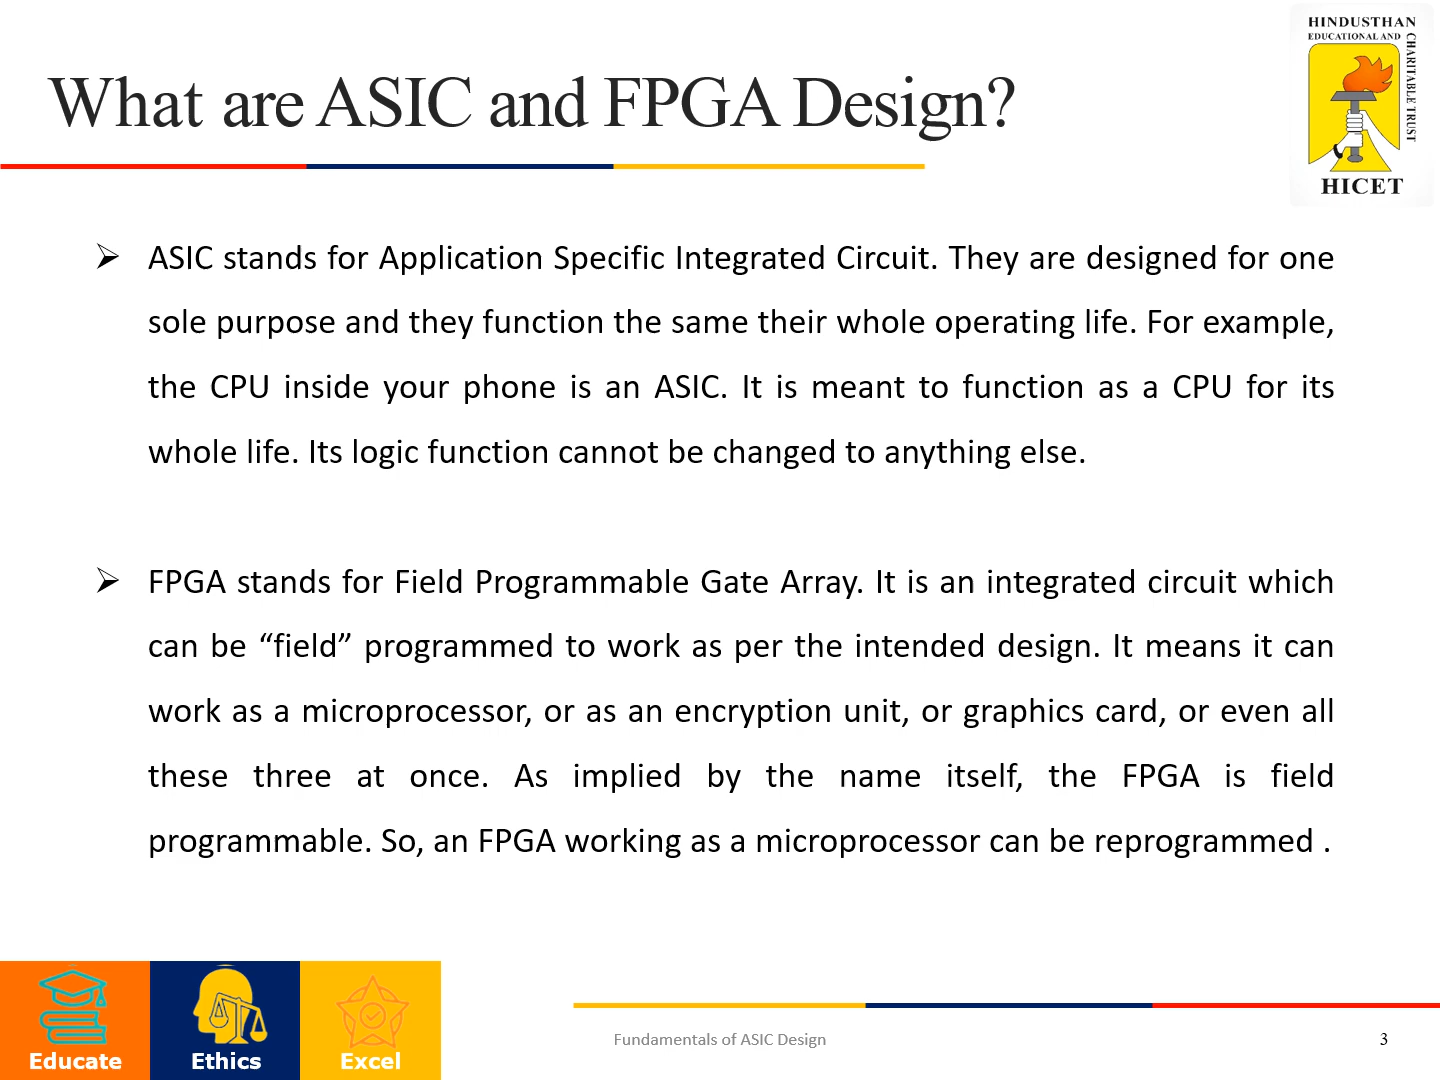 What are ASIC and FPGA Design?
HINDUSTHAN
EDUCATIONAL AND
CHARITABLE TRUST
HICET
➢ ASIC stands for Application Specific Integrated Circuit. They are designed for one
sole purpose and they function the same their whole operating life. For example,
the CPU inside your phone is an ASIC. It is meant to function as a CPU for its
whole life. Its logic function cannot be changed to anything else.
➢ FPGA stands for Field Programmable Gate Array. It is an integrated circuit which
can be “field” programmed to work as per the intended design. It means it can
work as a microprocessor, or as an encryption unit, or graphics card, or even all
these three at once. As implied by the name itself, the FPGA is field
programmable. So, an FPGA working as a microprocessor can be reprogrammed .
Educate
Ethics
Excel
Fundamentals of ASIC Design
3